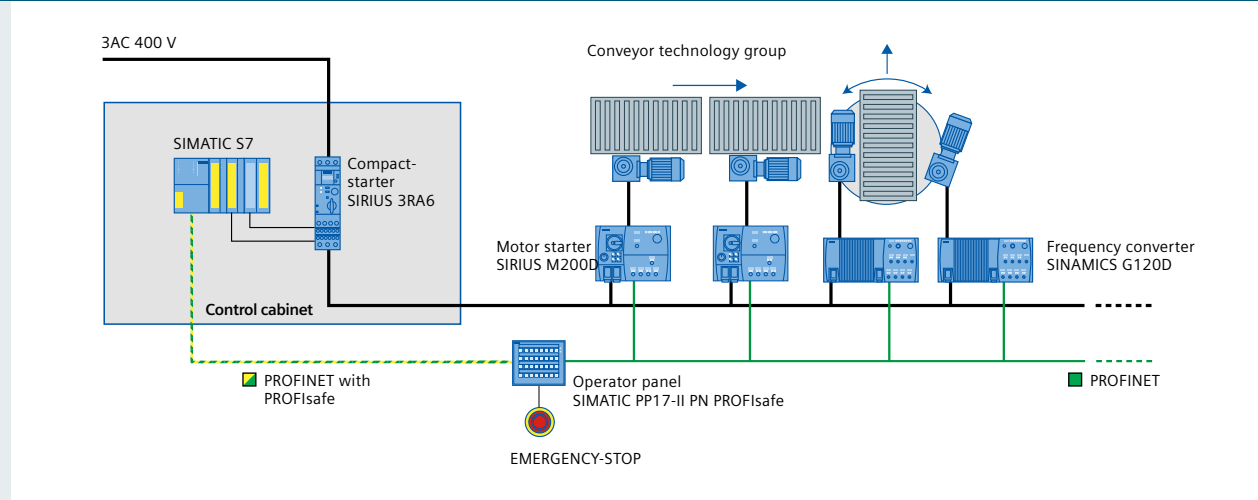 3AC 400 V
Conveyor technology group
SIMATIC S7
Compact-
starter
SIRIUS 3RA6
Motor starter
SIRIUS M200D
Frequency converter
SINAMICS G120D
Control cabinet
PROFINET with
PROFIsafe
Operator panel
SIMATIC PP17-II PN PROFIsafe
PROFINET
EMERGENCY-STOP